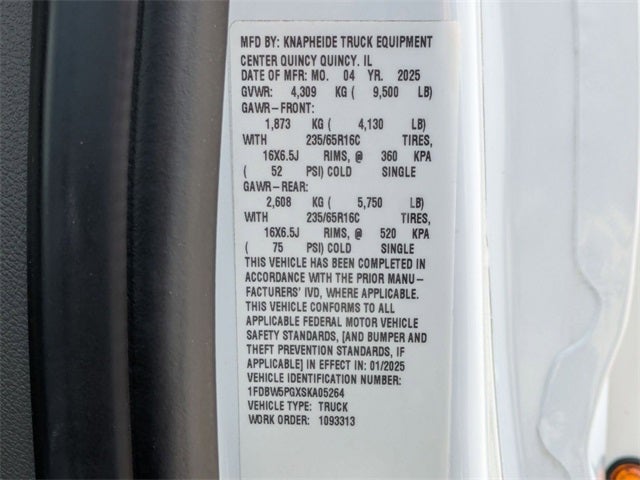 MFD BY: KNAPHEIDE TRUCK EQUIPMENT
CENTER QUINCY QUINCY. IL
DATE OF MFR: MO. 04 YR. 2025
GVWR: 4,309 KG ( 9,500 LB)
GAWR-FRONT:
1,873 KG ( 4,130 LB)
WITH 235/65R16C TIRES,
16X6.5J RIMS, @ 360 KPA
( 52 PSI) COLD SINGLE
GAWR-REAR:
2,608 KG ( 5,750 LB)
WITH 235/65R16C TIRES,
16X6.5J RIMS, @ 520 KPA
( 75 PSI) COLD SINGLE
THIS VEHICLE HAS BEEN COMPLETED IN
ACCORDANCE WITH THE PRIOR MANU-
FACTURERS' IVD, WHERE APPLICABLE.
THIS VEHICLE CONFORMS TO ALL
APPLICABLE FEDERAL MOTOR VEHICLE
SAFETY STANDARDS, [AND BUMPER AND
THEFT PREVENTION STANDARDS, IF
APPLICABLE] IN EFFECT IN: 01/2025
VEHICLE IDENTIFICATION NUMBER:
1FDBW5PGXSKA05264
VEHICLE TYPE: TRUCK
WORK ORDER: 1093313